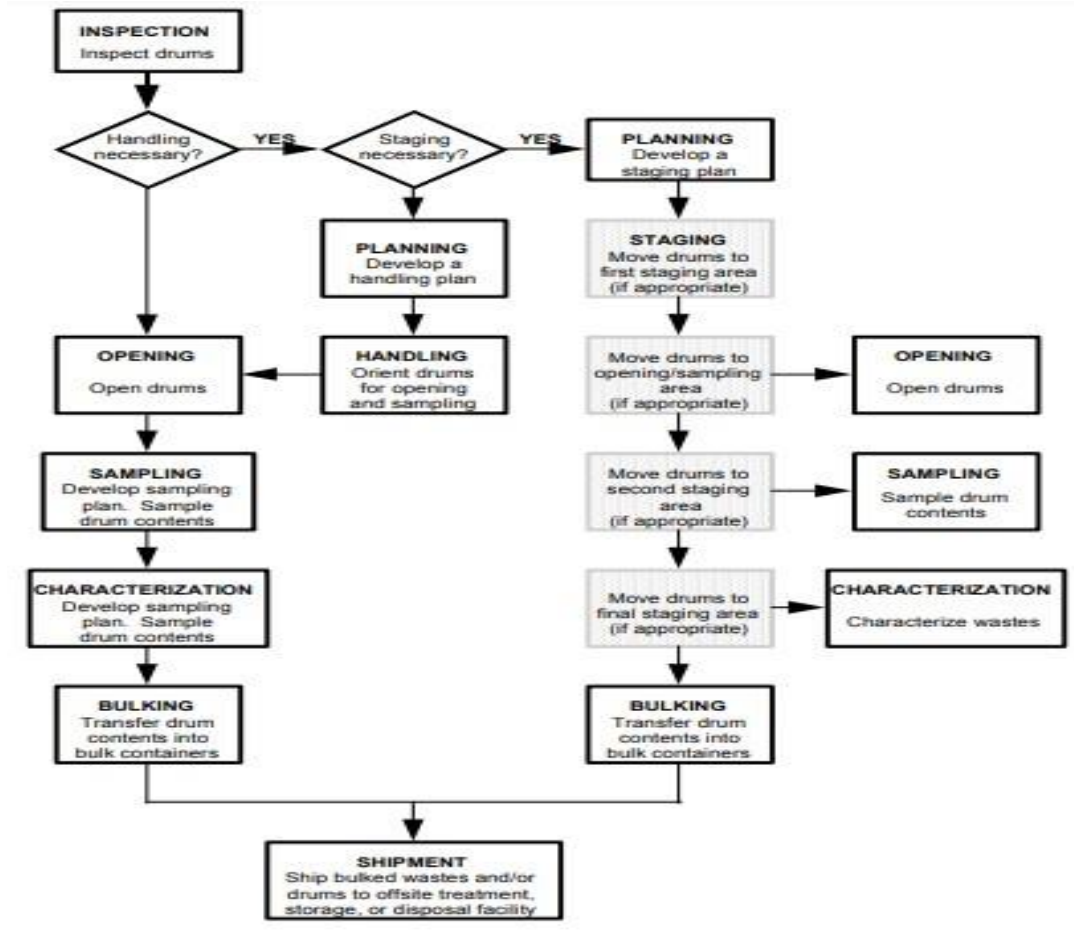 INSPECTION
Inspect drums
Handling
necessary?
YES
Staging
necessary?
YES
PLANNING
Develop a
staging plan
PLANNING
Develop a
handling plan
STAGING
Move drums to
first staging area
(if appropriate)
OPENING
Open drums
HANDLING
Orient drums
for opening
and sampling
Move drums to
opening/sampling
area
(if appropriate)
OPENING
Open drums
SAMPLING
Develop sampling
plan. Sample
drum contents
Move drums to
second staging
area
(if appropriate)
SAMPLING
Sample drum
contents
CHARACTERIZATION
Develop sampling
plan. Sample
drum contents
Move drums to
final staging area
(if appropriate)
CHARACTERIZATION
Characterize wastes
BULKING
Transfer drum
contents into
bulk containers
BULKING
Transfer drum
contents into
bulk containers
SHIPMENT
Ship bulked wastes and/or
drums to offsite treatment,
storage, or disposal facility